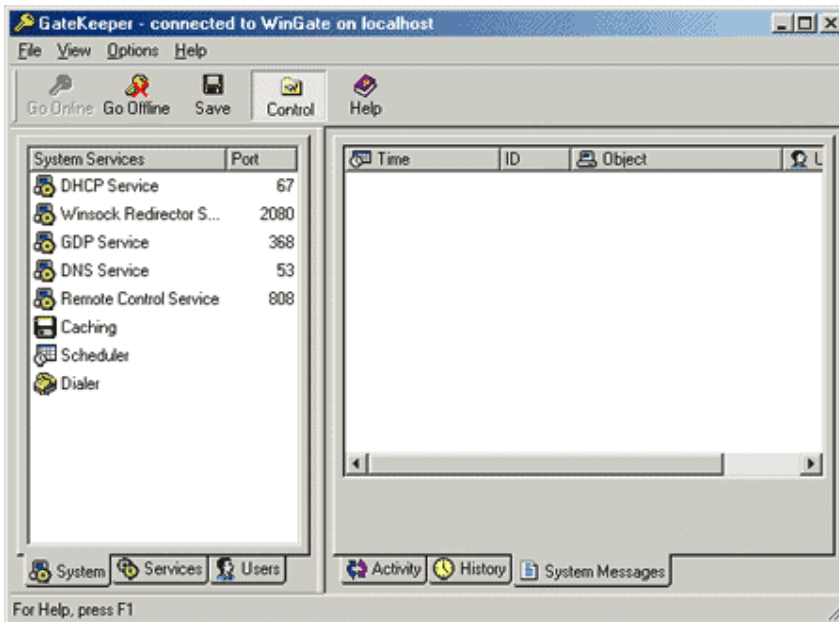 GateKeeper - connected to WinGate on localhost
File View Options Help
Go Online Go Offline Save Control Help
System Services Port
DHCP Service 67
Winsock Redirector S... 2080
GDP Service 368
DNS Service 53
Remote Control Service 808
Caching
Scheduler
Dialer
System Services Users
Time ID Object U
Activity History System Messages
For Help, press F1